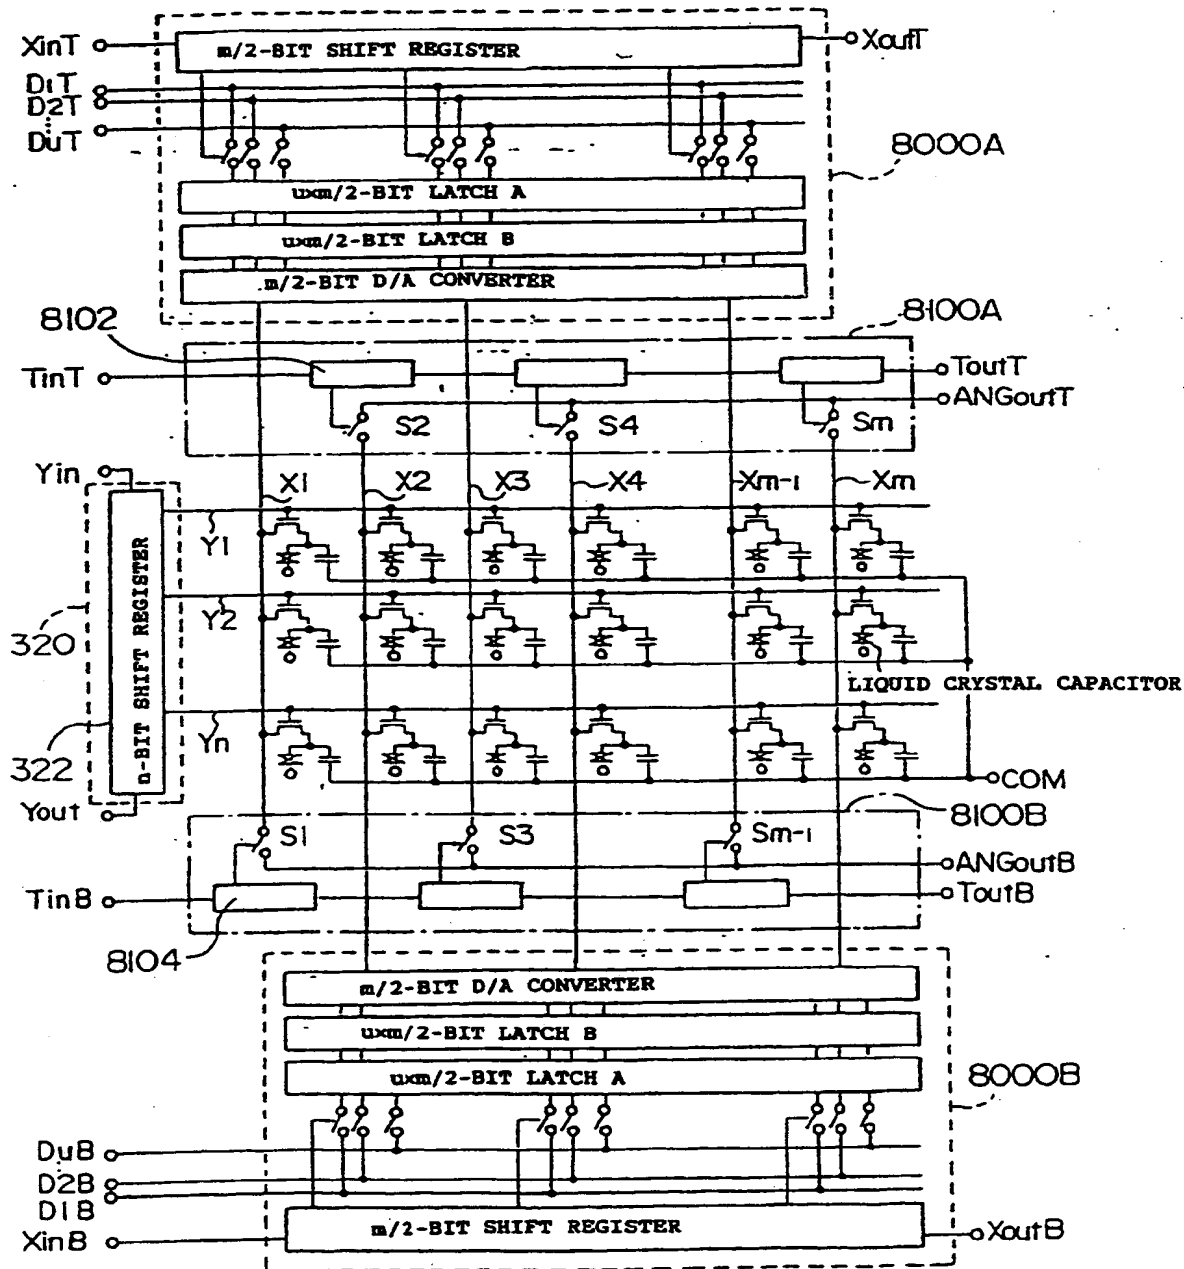 XinT
m/2-BIT SHIFT REGISTER
XoutT
D1T
D2T
DuT
8000A
uxm/2-BIT LATCH A
uxm/2-BIT LATCH B
m/2-BIT D/A CONVERTER
8102
8100A
TinT
ToutT
ANGoutT
S2
S4
Sm
Yin
X1
X2
X3
X4
Xm-1
Xm
Y1
Y2
320
n-BIT SHIFT REGISTER
LIQUID CRYSTAL CAPACITOR
Yn
322
COM
Yout
8100B
S1
S3
Sm-1
ANGoutB
TinB
ToutB
8104
m/2-BIT D/A CONVERTER
uxm/2-BIT LATCH B
uxm/2-BIT LATCH A
8000B
DuB
D2B
D1B
m/2-BIT SHIFT REGISTER
XinB
XoutB